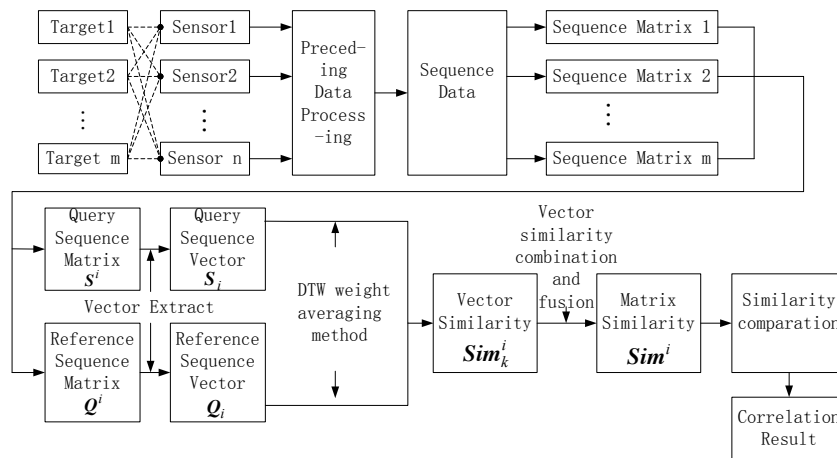 Target1
Sensor1
Target2
Sensor2
Target m
Sensor n
Preced-
ing
Data
Process
-ing
Sequence
Data
Sequence Matrix 1
Sequence Matrix 2
Sequence Matrix m
Query
Sequence
Matrix
S^i
Query
Sequence
Vector
S_i
Vector Extract
Reference
Sequence
Matrix
Q^i
Reference
Sequence
Vector
Q_i
DTW weight
averaging
method
Vector
Similarity
Sim_k^i
Vector
similarity
combination
and
fusion
Matrix
Similarity
Sim^i
Similarity
comparation
Correlation
Result